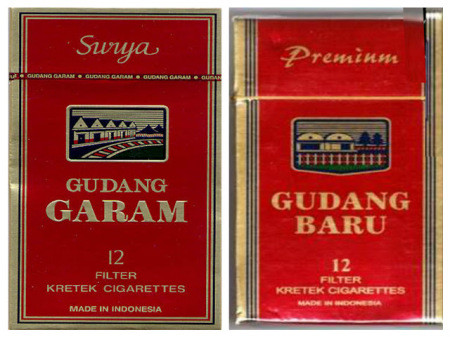 Surya
GUDANG GARAM · GUDANG GARAM · GUDANG GARAM · GUDANG
GUDANG
GARAM
12
FILTER
KRETEK CIGARETTES
MADE IN INDONESIA
Premium
GUDANG
BARU
12
FILTER
KRETEK CIGARETTES
MADE IN INDONESIA